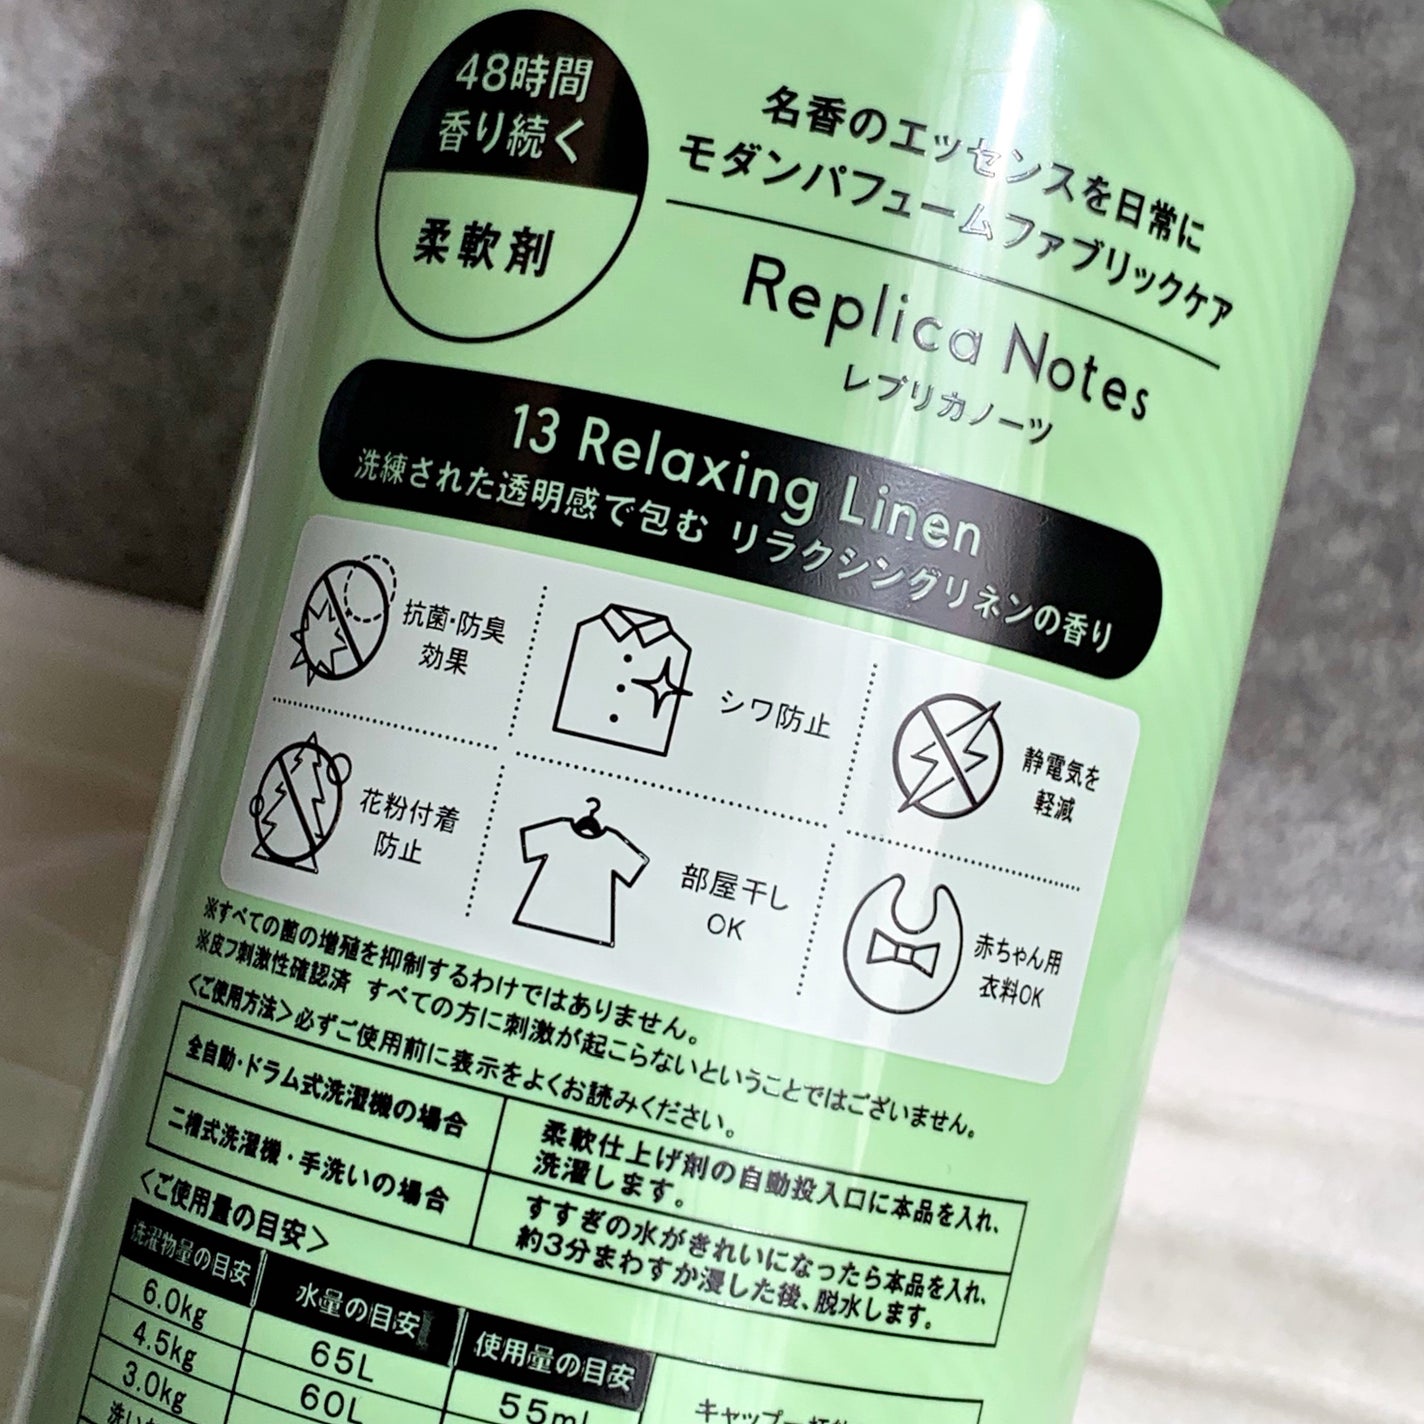 48時間
香り続く
柔軟剤
名香のエッセンスを日常に
モダンパフュームファブリックケア
Replica Notes
レプリカノーツ
13 Relaxing Linen
洗練された透明感で包む リラクシングリネンの香り
抗菌・防臭
効果
シワ防止
静電気を
軽減
花粉付着
防止
部屋干し
OK
赤ちゃん用
衣料OK
※すべての菌の増殖を抑制するわけではありません。
※皮フ刺激性確認済 すべての方に刺激が起こらないということではございません。
<ご使用方法>必ずご使用前に表示をよくお読みください。
全自動・ドラム式洗濯機の場合
柔軟仕上げ剤の自動投入口に本品を入れ、
洗濯します。
二槽式洗濯機・手洗いの場合
すすぎの水がきれいになったら本品を入れ、
約3分まわすか浸した後、脱水します。
<ご使用量の目安>
洗濯物量の目安
水量の目安
使用量の目安
6.0kg
65L
55mL
4.5kg
60L
3.0kg
キャップ